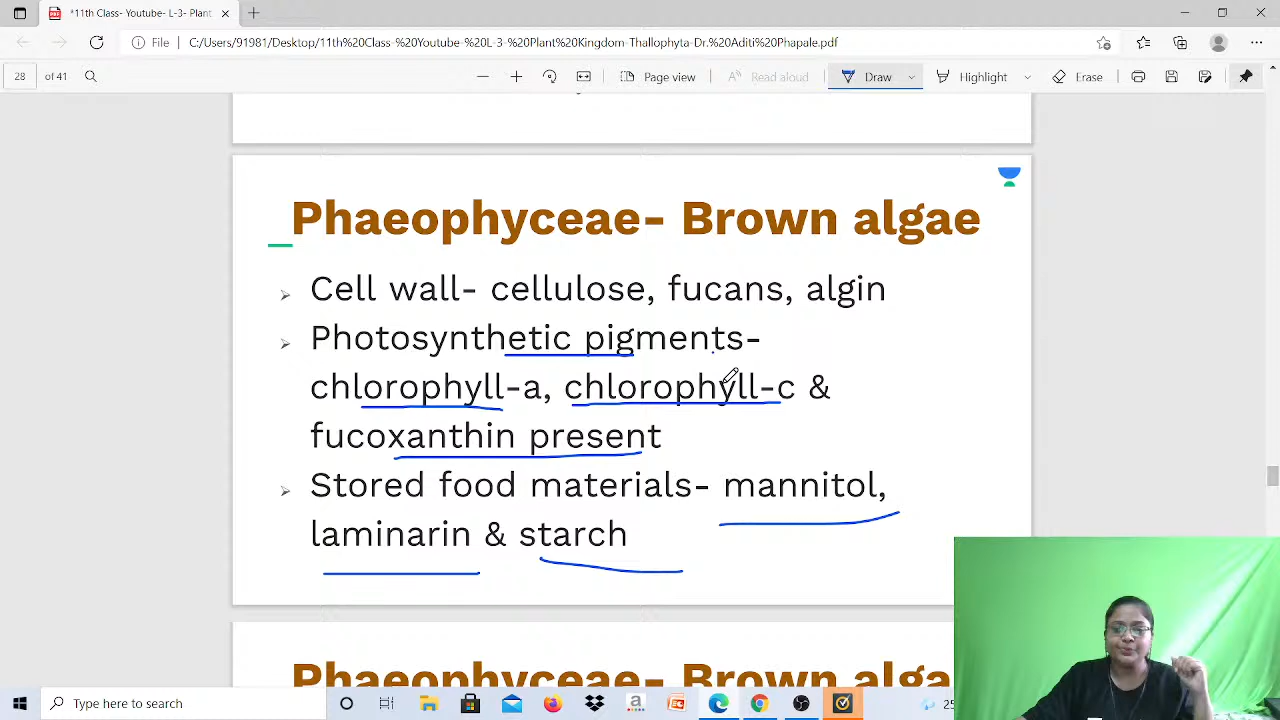 *11th Class- Youtube- L-3- Plant
File
C:/Users/91981/Desktop/11th%20Class-%20Youtube%20-L-3-%20Plant%20Kingdom-Thallophyta-Dr.%20Aditi%20Phapale.pdf
28 of 41
Page view
Read aloud
Draw
Highlight
Erase
Phaeophyceae- Brown algae
Cell wall- cellulose, fucans, algin
Photosynthetic pigments-
chlorophyll-a, chlorophyll-c &
fucoxanthin present
Stored food materials- mannitol,
laminarin & starch
Phaeophyceae- Brown alga
Type here to search
25